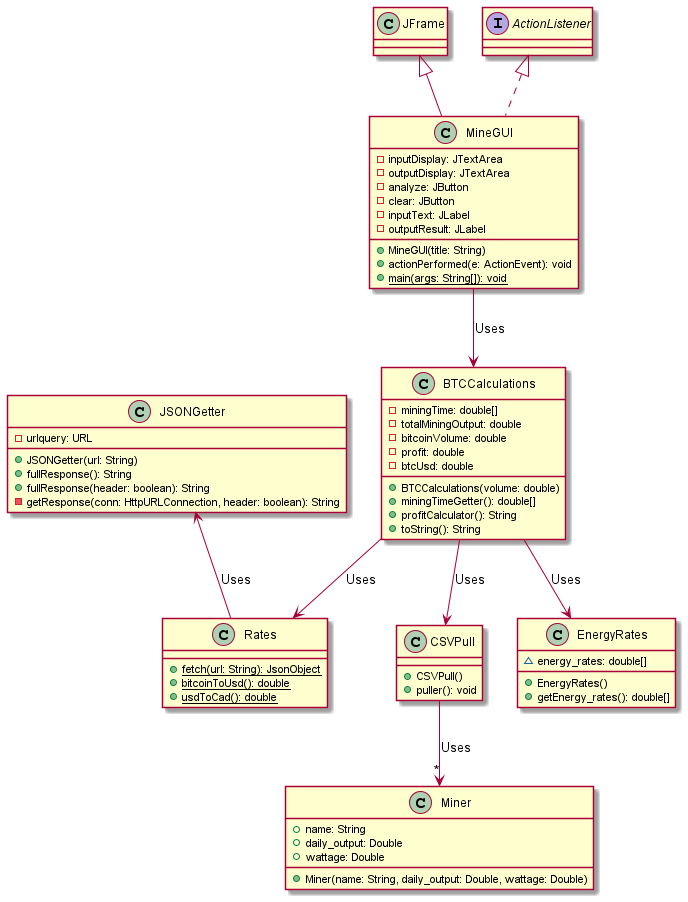 C JFrame
I ActionListener
C MineGUI
inputDisplay: JTextArea
outputDisplay: JTextArea
analyze: JButton
clear: JButton
inputText: JLabel
outputResult: JLabel
MineGUI(title: String)
actionPerformed(e: ActionEvent): void
main(args: String[]): void
Uses
C BTCCalculations
miningTime: double[]
totalMiningOutput: double
bitcoinVolume: double
profit: double
btcUsd: double
BTCCalculations(volume: double)
miningTimeGetter(): double[]
profitCalculator(): String
toString(): String
C JSONGetter
urlquery: URL
JSONGetter(url: String)
fullResponse(): String
fullResponse(header: boolean): String
getResponse(conn: HttpURLConnection, header: boolean): String
Uses
Uses
Uses
Uses
C Rates
fetch(url: String): JsonObject
bitcoinToUsd(): double
usdToCad(): double
C CSVPull
CSVPull()
puller(): void
C EnergyRates
energy_rates: double[]
EnergyRates()
getEnergy_rates(): double[]
Uses
*
C Miner
name: String
daily_output: Double
wattage: Double
Miner(name: String, daily_output: Double, wattage: Double)